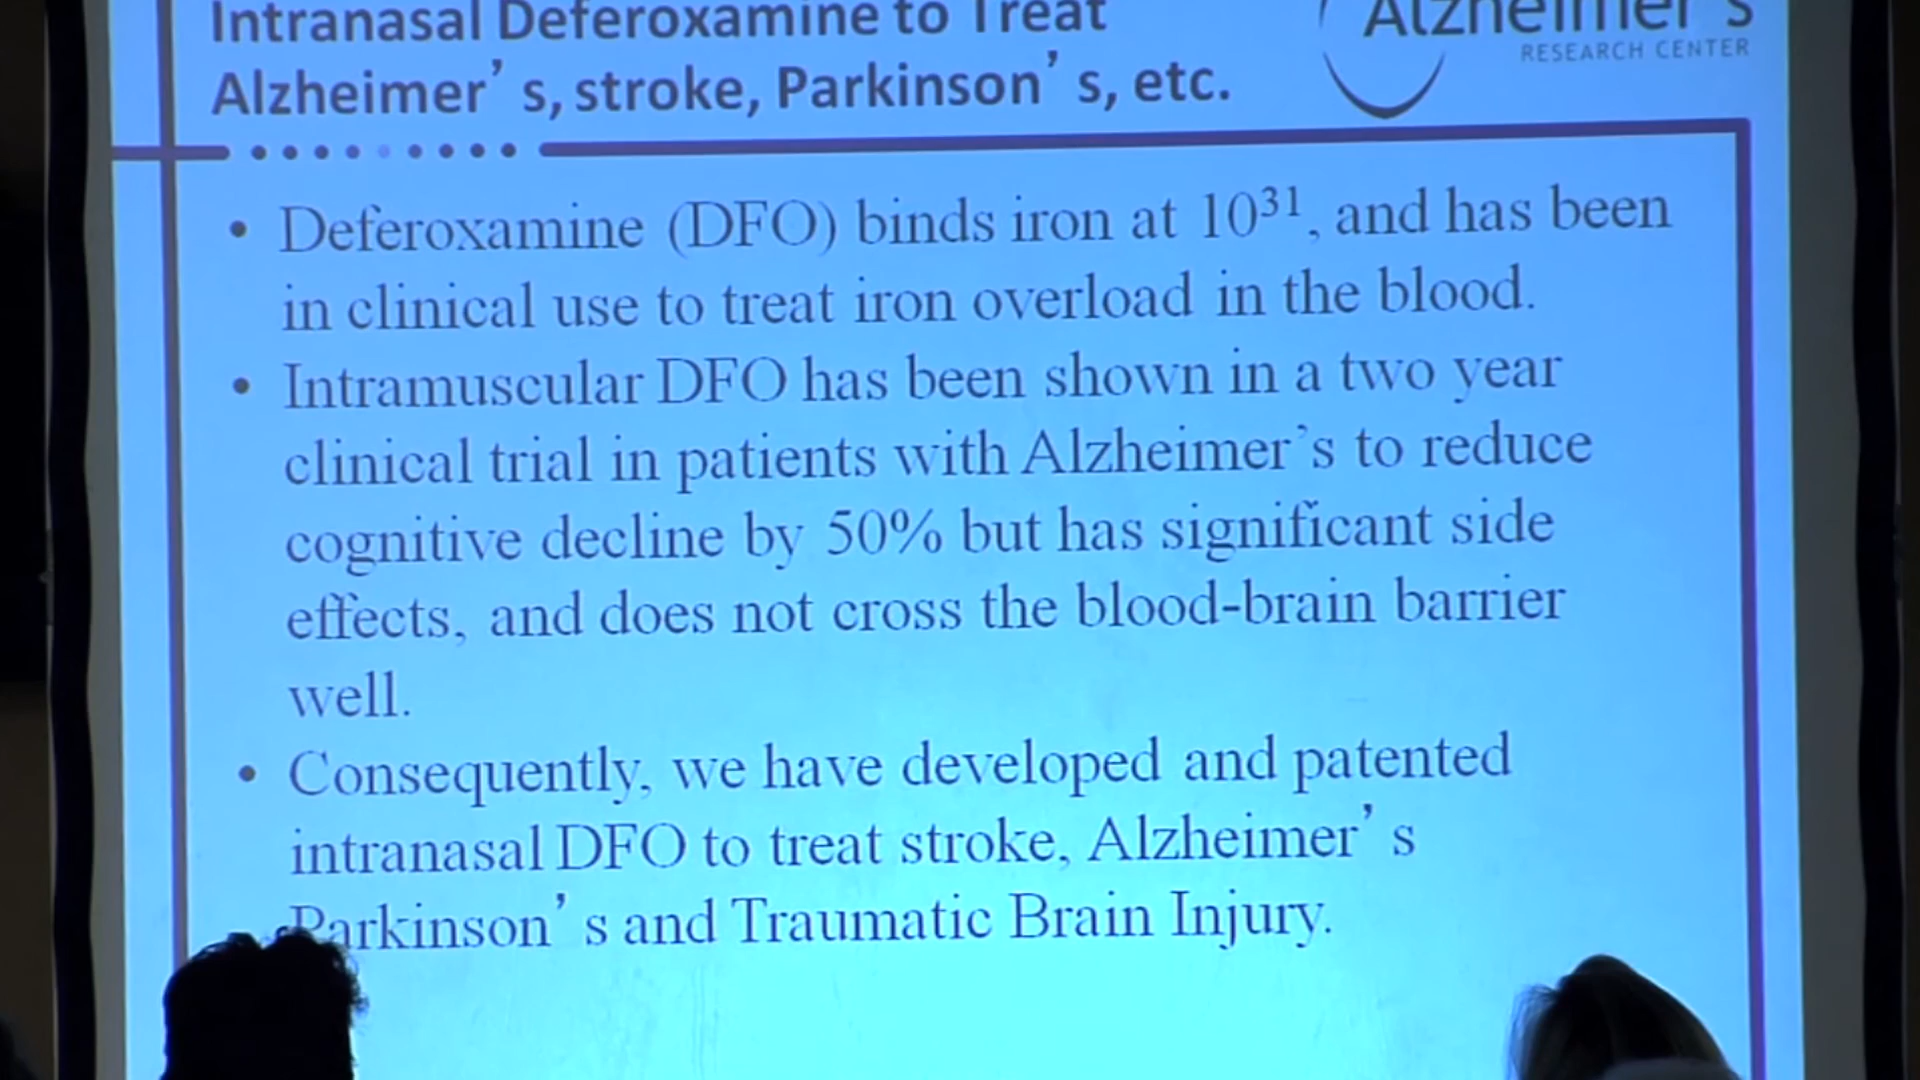 Intranasal Deferoxamine to Treat
Alzheimer's, stroke, Parkinson's, etc.
Alzheimer's
RESEARCH CENTER
• Deferoxamine (DFO) binds iron at 10³¹, and has been
in clinical use to treat iron overload in the blood.
• Intramuscular DFO has been shown in a two year
clinical trial in patients with Alzheimer's to reduce
cognitive decline by 50% but has significant side
effects, and does not cross the blood-brain barrier
well.
• Consequently, we have developed and patented
intranasal DFO to treat stroke, Alzheimer's
Parkinson's and Traumatic Brain Injury.